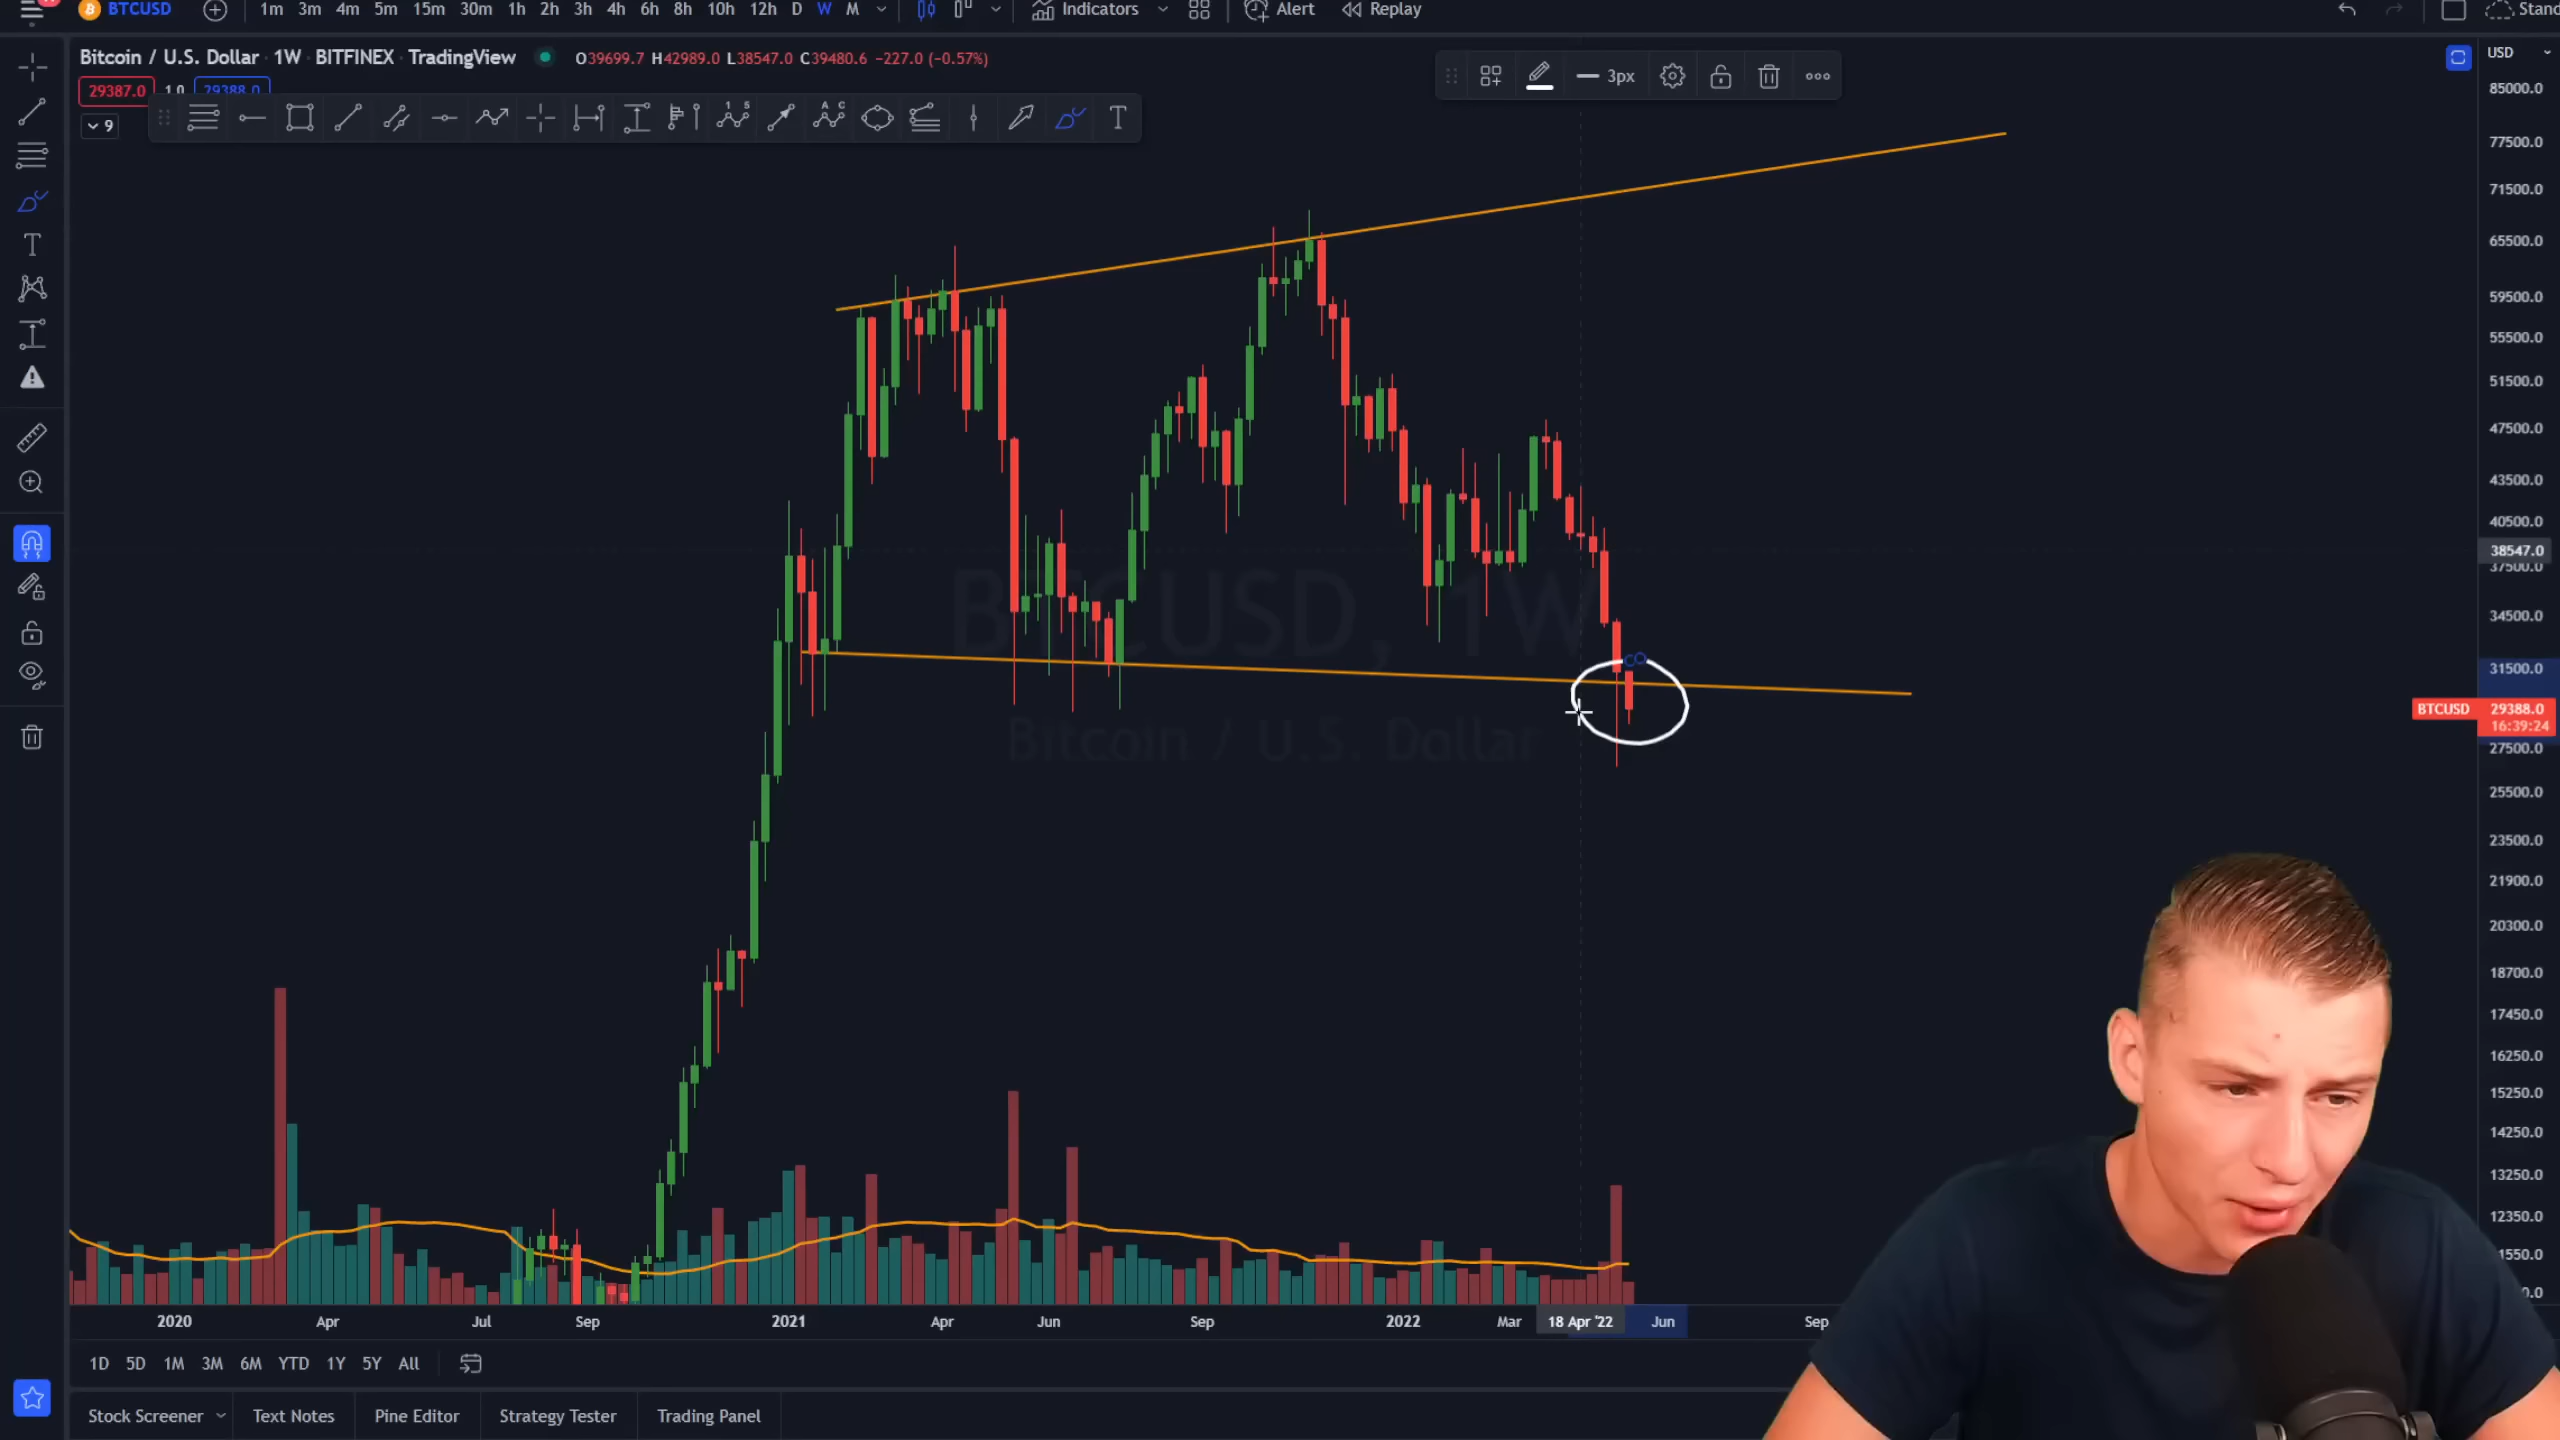 BTCUSD 1m 3m 4m 5m 15m 30m 1h 2h 3h 4h 6h 8h 10h 12h D W M Indicators Alert Replay
Bitcoin / U.S. Dollar · 1W · BITFINEX · TradingView O39699.7 H42989.0 L38547.0 C39480.6 −227.0 (−0.57%)
USD
29387.0 1.0 29388.0
3px
9
85000.0
77500.0
71500.0
65500.0
59500.0
55500.0
51500.0
47500.0
43500.0
40500.0
38547.0
37500.0
34500.0
31500.0
BTCUSD 29388.0
16:39:24
27500.0
25500.0
23500.0
21900.0
20300.0
18700.0
17450.0
16250.0
15250.0
14250.0
13250.0
12350.0
BTCUSD, 1W
Bitcoin / U.S. Dollar
2020 Apr Jul Sep 2021 Apr Jun Sep 2022 Mar 18 Apr '22 Jun Sep
1D 5D 1M 3M 6M YTD 1Y 5Y All
Stock Screener Text Notes Pine Editor Strategy Tester Trading Panel